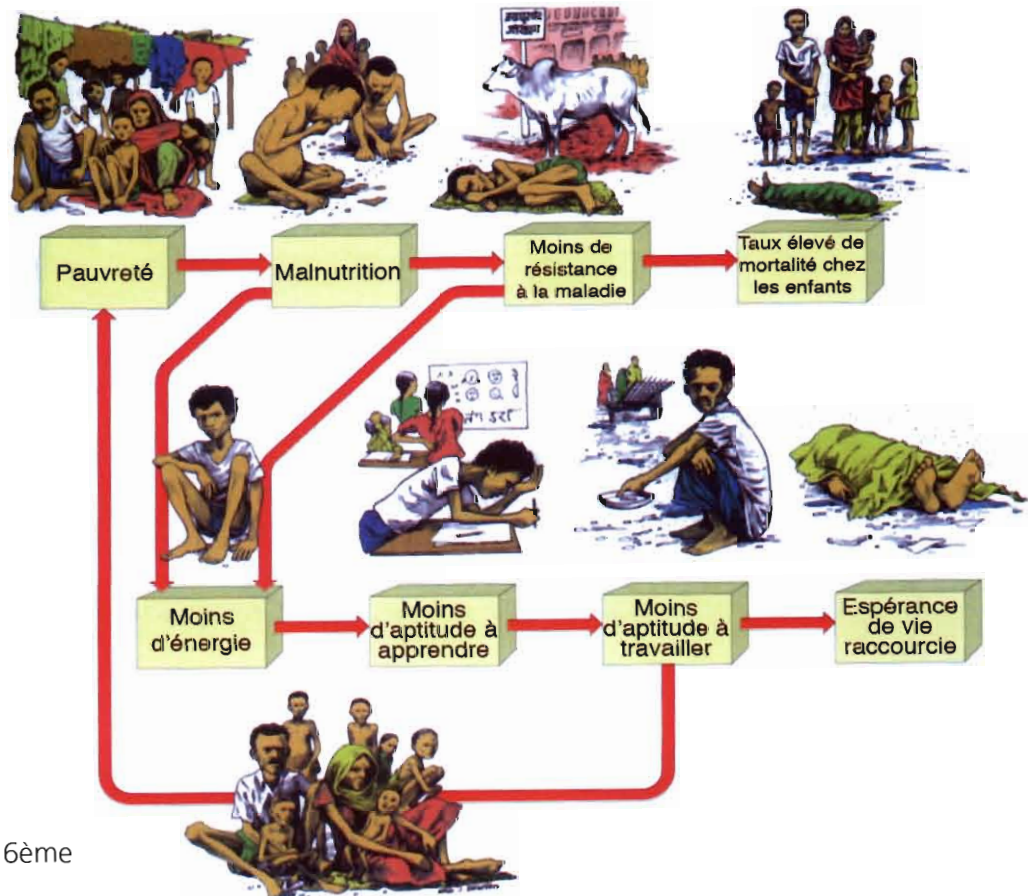 Pauvreté
Malnutrition
Moins de
résistance
à la maladie
Taux élevé de
mortalité chez
les enfants
Moins
d'énergie
Moins
d'aptitude à
apprendre
Moins
d'aptitude à
travailler
Espérance
de vie
raccourcie
6ème